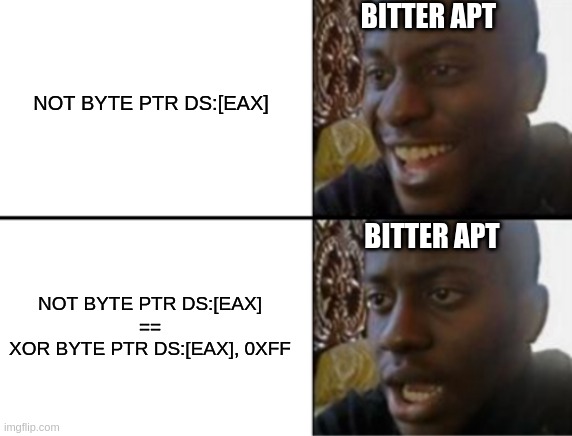 BITTER APT
NOT BYTE PTR DS:[EAX]
BITTER APT
NOT BYTE PTR DS:[EAX]
==
XOR BYTE PTR DS:[EAX], 0XFF
imgflip.com